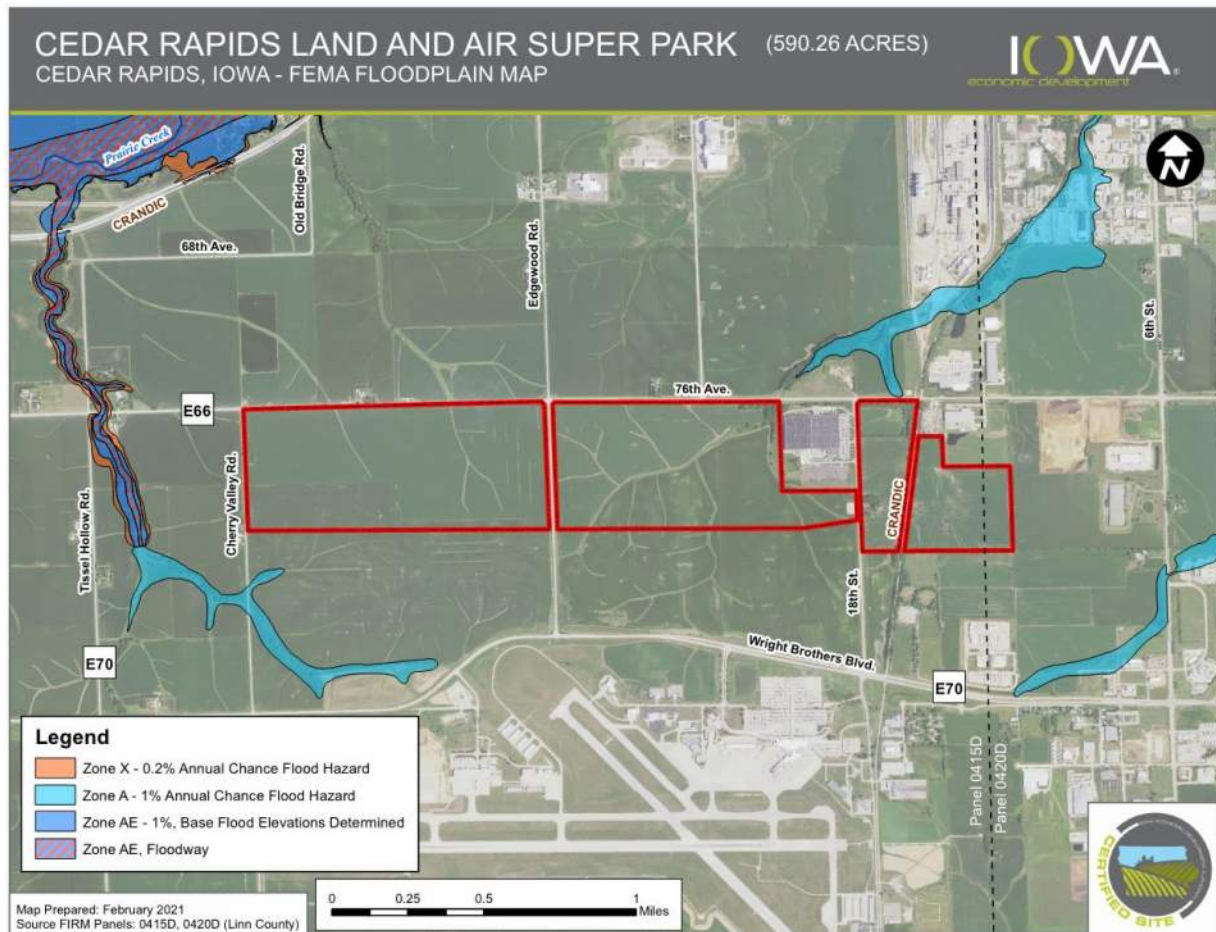 CEDAR RAPIDS LAND AND AIR SUPER PARK (590.26 ACRES)
CEDAR RAPIDS, IOWA - FEMA FLOODPLAIN MAP
IOWA®
economic development
Prairie Creek
CRANDIC
Old Bridge Rd.
68th Ave.
Edgewood Rd.
N
6th St.
76th Ave.
E66
Cherry Valley Rd.
Tissel Hollow Rd.
CRANDIC
18th St.
Wright Brothers Blvd.
E70
E70
Panel 0415D
Panel 0420D
Legend
Zone X - 0.2% Annual Chance Flood Hazard
Zone A - 1% Annual Chance Flood Hazard
Zone AE - 1%, Base Flood Elevations Determined
Zone AE, Floodway
Map Prepared: February 2021
Source FIRM Panels: 0415D, 0420D (Linn County)
0 0.25 0.5 1
Miles
CERTIFIED SITE